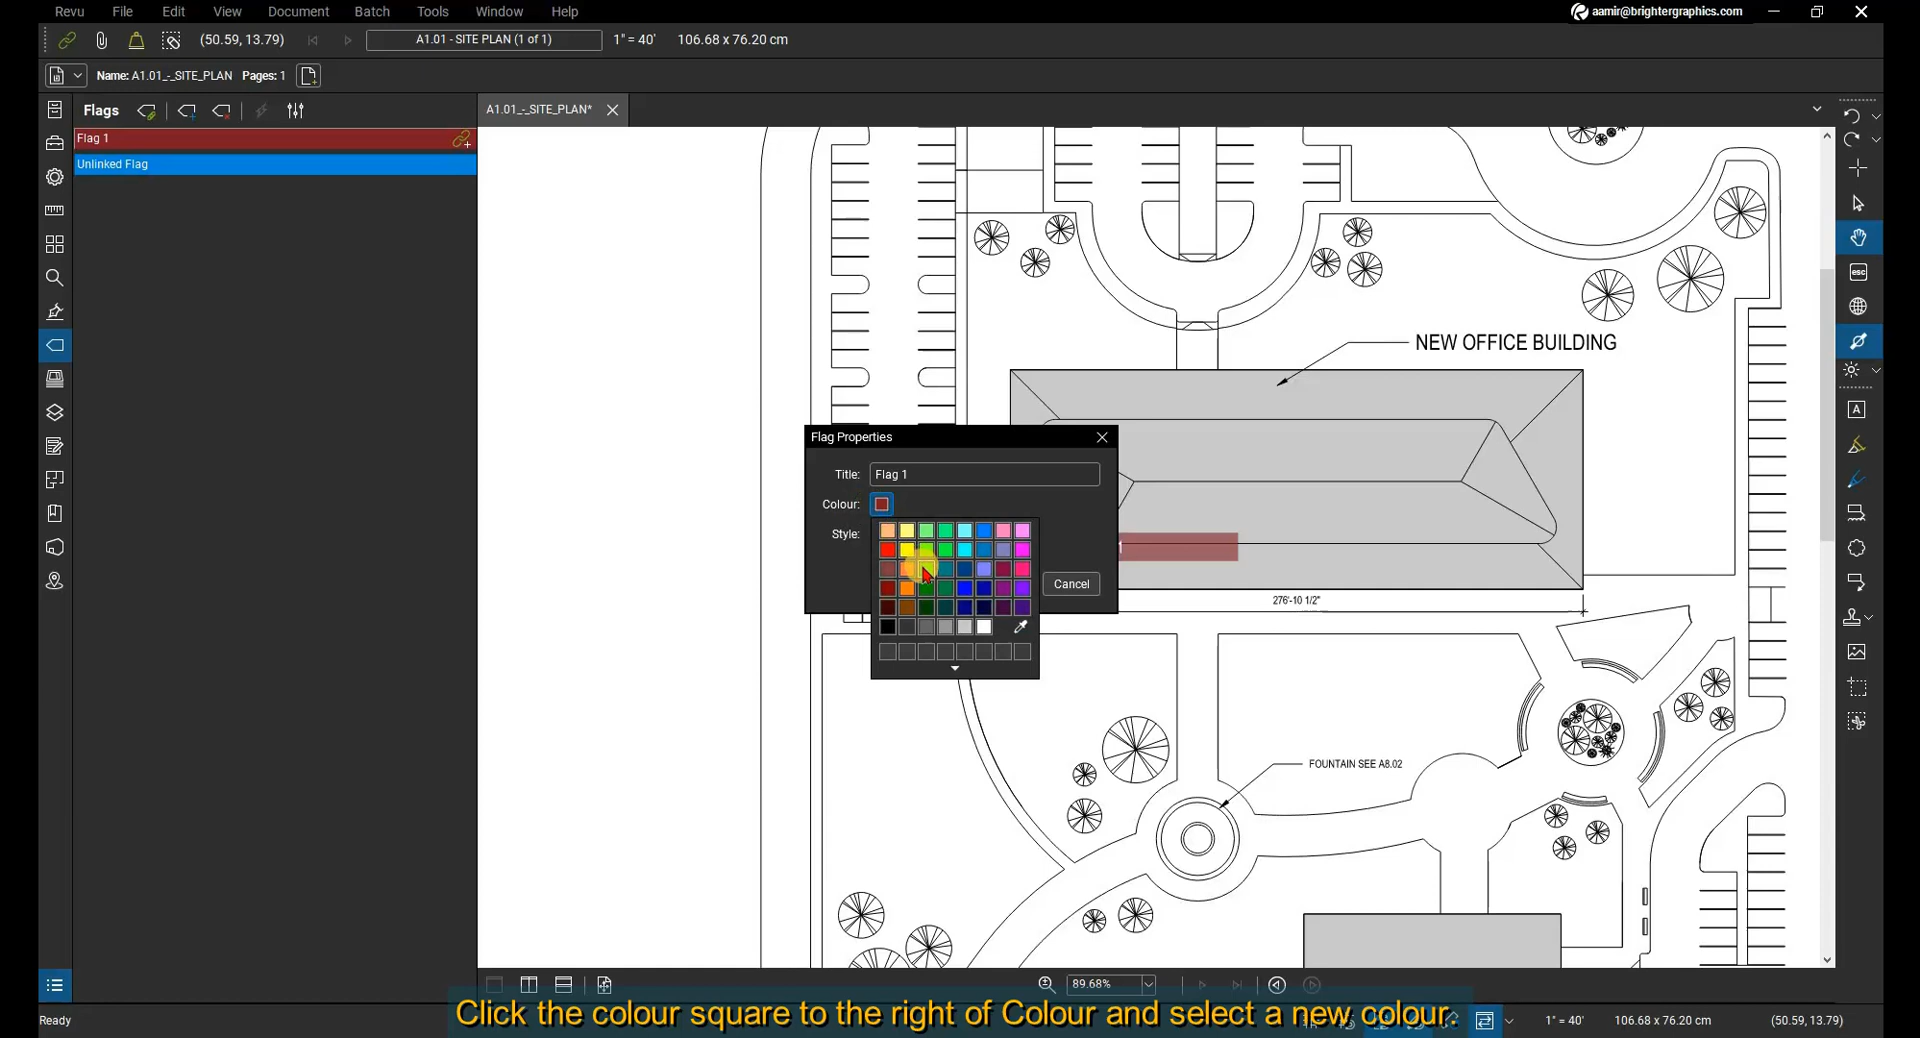 Revu File Edit View Document Batch Tools Window Help aamir@brightergraphics.com
(50.59, 13.79) A1.01 - SITE PLAN (1 of 1) 1" = 40' 106.68 x 76.20 cm
Name: A1.01_-_SITE_PLAN Pages: 1
Flags A1.01_-_SITE_PLAN*
Flag 1
Unlinked Flag
esc
NEW OFFICE BUILDING
A
Flag Properties
Title: Flag 1
Colour:
Style:
Cancel
276'-10 1/2"
FOUNTAIN SEE A8.02
89.68%
Click the colour square to the right of Colour and select a new colour.
Ready 1" = 40' 106.68 x 76.20 cm (50.59, 13.79)